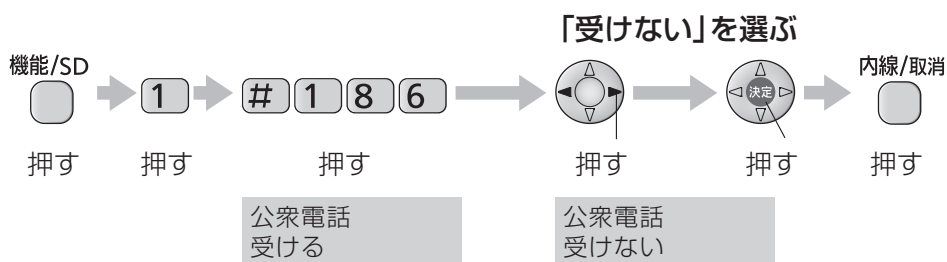 「受けない」を選ぶ
機能/SD
1
# 1 8 6
決定
内線/取消
押す 押す 押す 押す 押す 押す
公衆電話
受ける
公衆電話
受けない